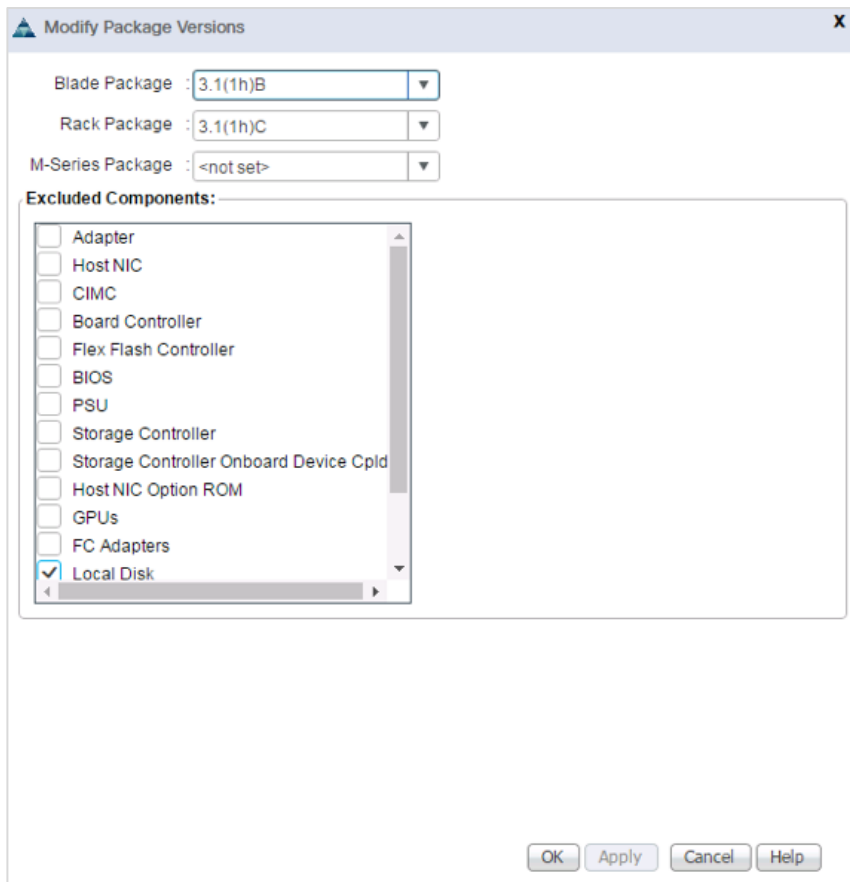 Modify Package Versions
X
Blade Package : 3.1(1h)B
Rack Package : 3.1(1h)C
M-Series Package : <not set>
Excluded Components:
Adapter
Host NIC
CIMC
Board Controller
Flex Flash Controller
BIOS
PSU
Storage Controller
Storage Controller Onboard Device Cpld
Host NIC Option ROM
GPUs
FC Adapters
Local Disk
OK Apply Cancel Help